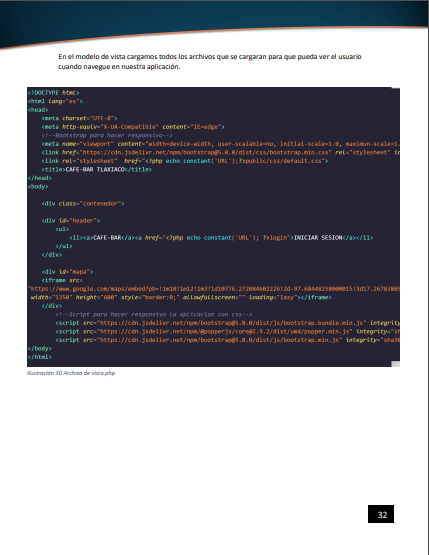 En el modelo de vista cargamos todos los archivos que se cargaran para que pueda ver el usuario
cuando navegue en nuestra aplicación.
<!DOCTYPE html>
<html lang="es">
<head>
<meta charset="UTF-8">
<meta http-equiv="X-UA-Compatible" content="IE=edge">
<!--Bootstrap para hacer responsivo-->
<meta name="viewport" content="width=device-width, user-scalable=no, initial-scale=1.0, maximun-scale=1.
<link href="https://cdn.jsdelivr.net/npm/bootstrap@5.0.0/dist/css/bootstrap.min.css" rel="stylesheet" in
<link rel="stylesheet" href="<?php echo constant('URL');?>public/css/default.css">
<title>CAFE-BAR TLAXIACO</title>
</head>
<body>
<div class="contenedor">
<div id="header">
<ul>
<li><a>CAFE-BAR</a><a href="<?php echo constant('URL'); ?>login">INICIAR SESION</a></li>
</ul>
</div>
<div id="mapa">
<iframe src=
"https://www.google.com/maps/embed?pb=
width="1350" height="600" style="border:0;" allowfullscreen="" loading="lazy"></iframe>
</div>
<!--Script para hacer responsivo la aplicacion con css-->
<script src="https://cdn.jsdelivr.net/npm/bootstrap@5.0.0/dist/js/bootstrap.bundle.min.js" integrity
<script src="https://cdn.jsdelivr.net/npm/@popperjs/core@2.9.2/dist/umd/popper.min.js" integrity="sh
<script src="https://cdn.jsdelivr.net/npm/bootstrap@5.0.0/dist/js/bootstrap.min.js" integrity="sha38
</body>
</html>
Ilustración 30 Archivo de vista.php
32